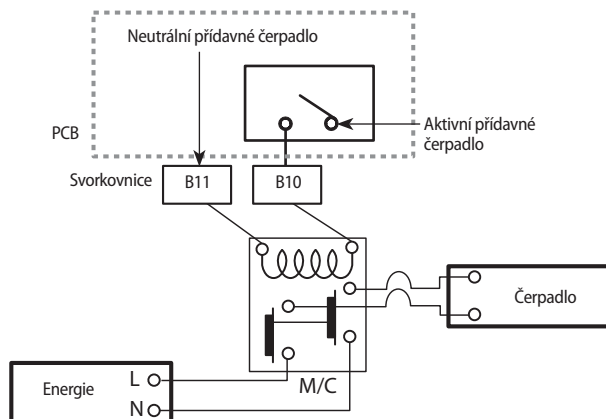 Neutrální přídavné čerpadlo
PCB
Aktivní přídavné
čerpadlo
Svorkovnice
B11
B10
Čerpadlo
M/C
Energie
L
N